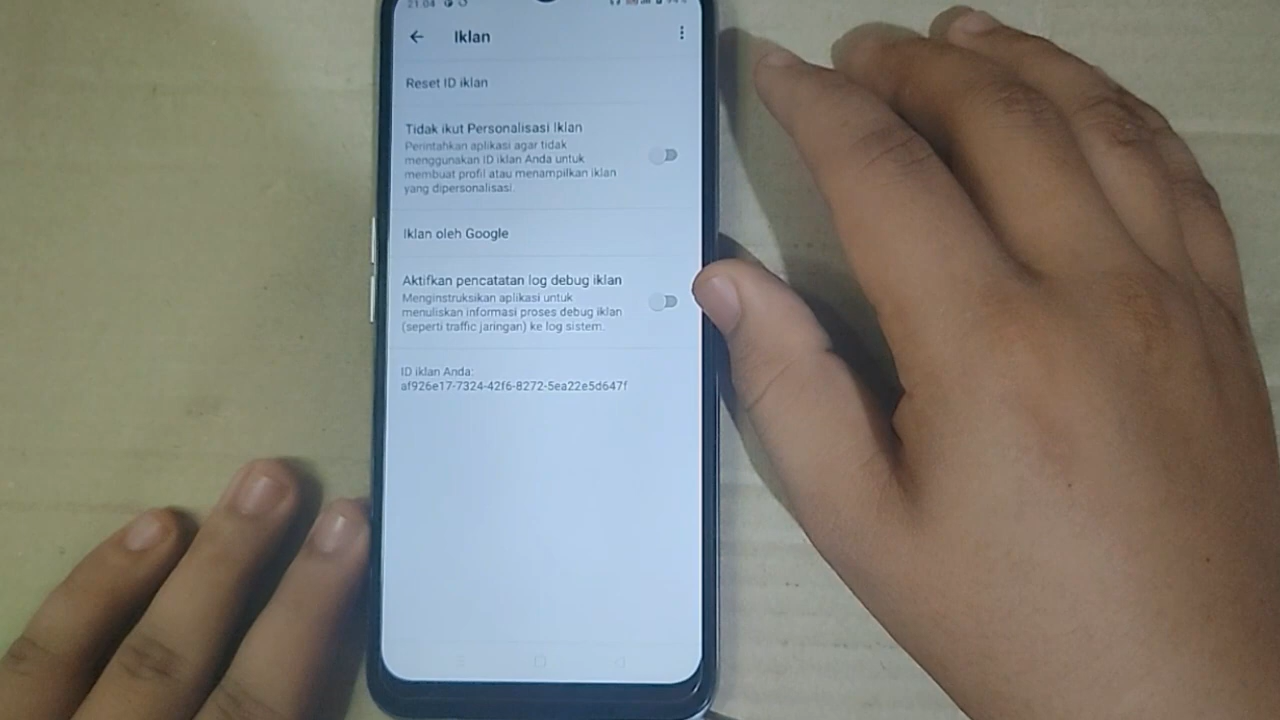 21.04
Iklan
Reset ID iklan
Tidak ikut Personalisasi Iklan
Perintahkan aplikasi agar tidak
menggunakan ID iklan Anda untuk
membuat profil atau menampilkan iklan
yang dipersonalisasi.
Iklan oleh Google
Aktifkan pencatatan log debug iklan
Menginstruksikan aplikasi untuk
menuliskan informasi proses debug iklan
(seperti traffic jaringan) ke log sistem.
ID iklan Anda:
af926e17-7324-42f6-8272-5ea22e5d647f